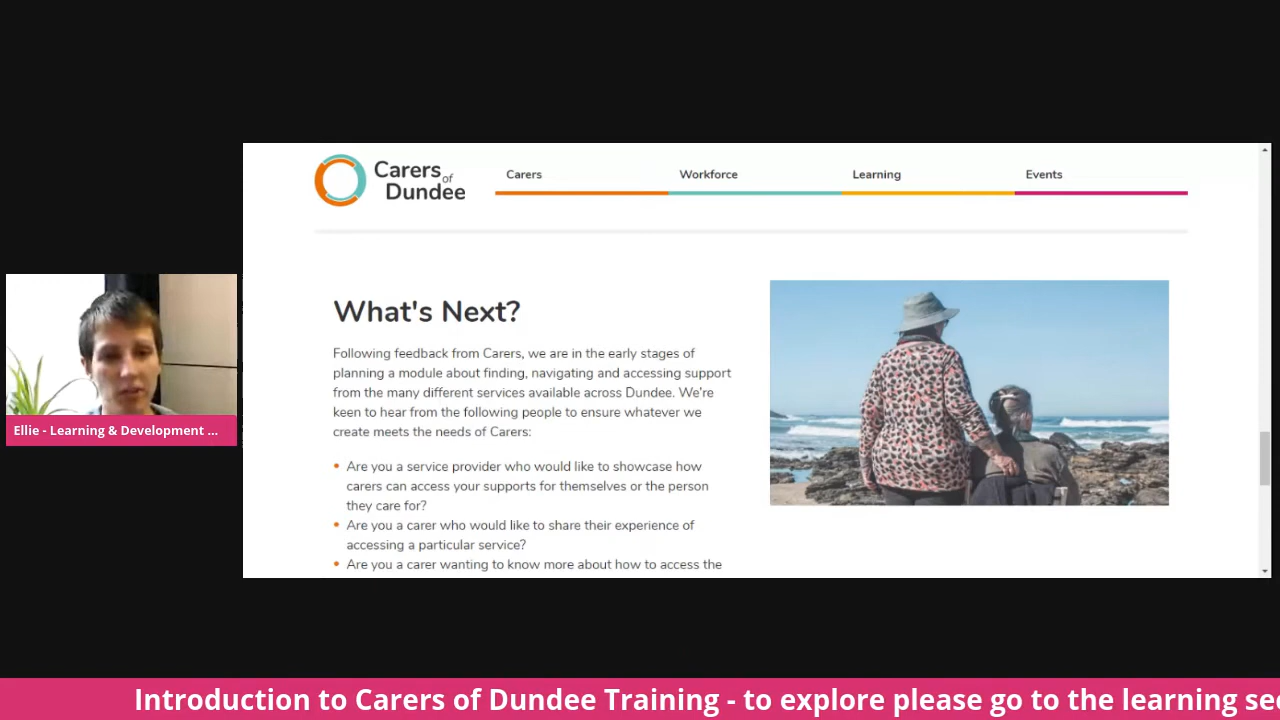 Carers of Dundee
Carers
Workforce
Learning
Events
What's Next?
Following feedback from Carers, we are in the early stages of
planning a module about finding, navigating and accessing support
from the many different services available across Dundee. We're
keen to hear from the following people to ensure whatever we
create meets the needs of Carers:
• Are you a service provider who would like to showcase how
carers can access your supports for themselves or the person
they care for?
• Are you a carer who would like to share their experience of
accessing a particular service?
• Are you a carer wanting to know more about how to access the
Ellie - Learning & Development ...
Introduction to Carers of Dundee Training - to explore please go to the learning